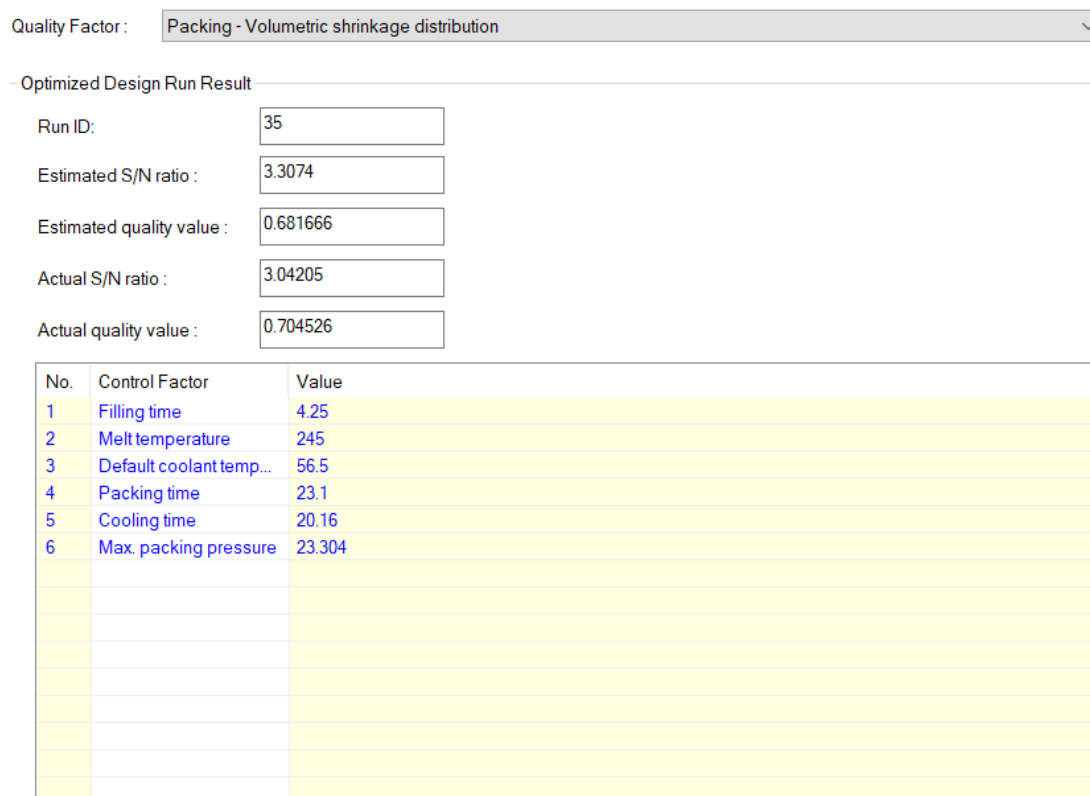 Quality Factor : Packing - Volumetric shrinkage distribution
Optimized Design Run Result
Run ID: 35
Estimated S/N ratio : 3.3074
Estimated quality value : 0.681666
Actual S/N ratio : 3.04205
Actual quality value : 0.704526
No. Control Factor Value
1 Filling time 4.25
2 Melt temperature 245
3 Default coolant temp... 56.5
4 Packing time 23.1
5 Cooling time 20.16
6 Max. packing pressure 23.304